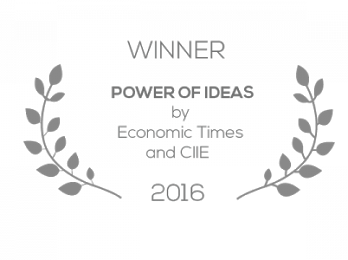 WINNER
POWER OF IDEAS
by
Economic Times
and CIIE
2016